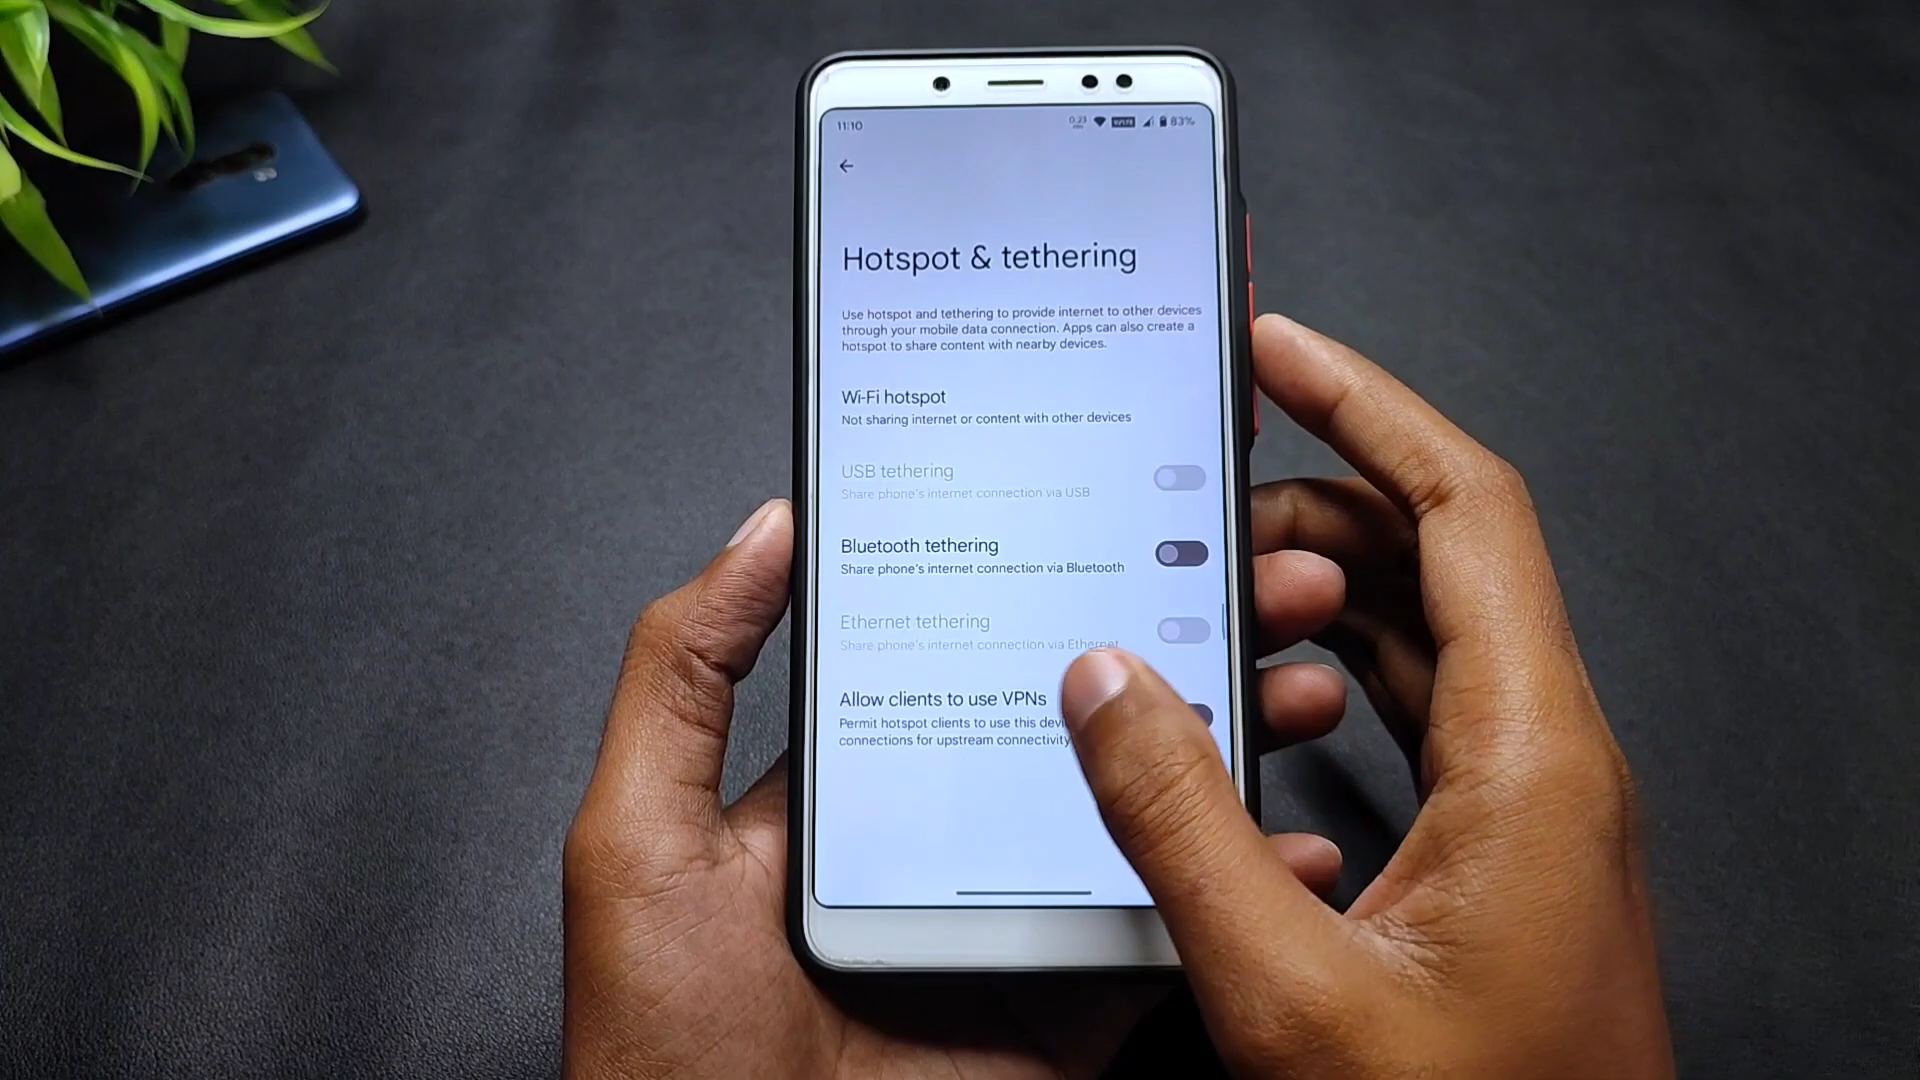 11:10
0.23 VoLTE 83%
Hotspot & tethering
Use hotspot and tethering to provide internet to other devices
through your mobile data connection. Apps can also create a
hotspot to share content with nearby devices.
Wi-Fi hotspot
Not sharing internet or content with other devices
USB tethering
Share phone's internet connection via USB
Bluetooth tethering
Share phone's internet connection via Bluetooth
Ethernet tethering
Share phone's internet connection via Ethernet
Allow clients to use VPNs
Permit hotspot clients to use this
connections for upstream connectivity